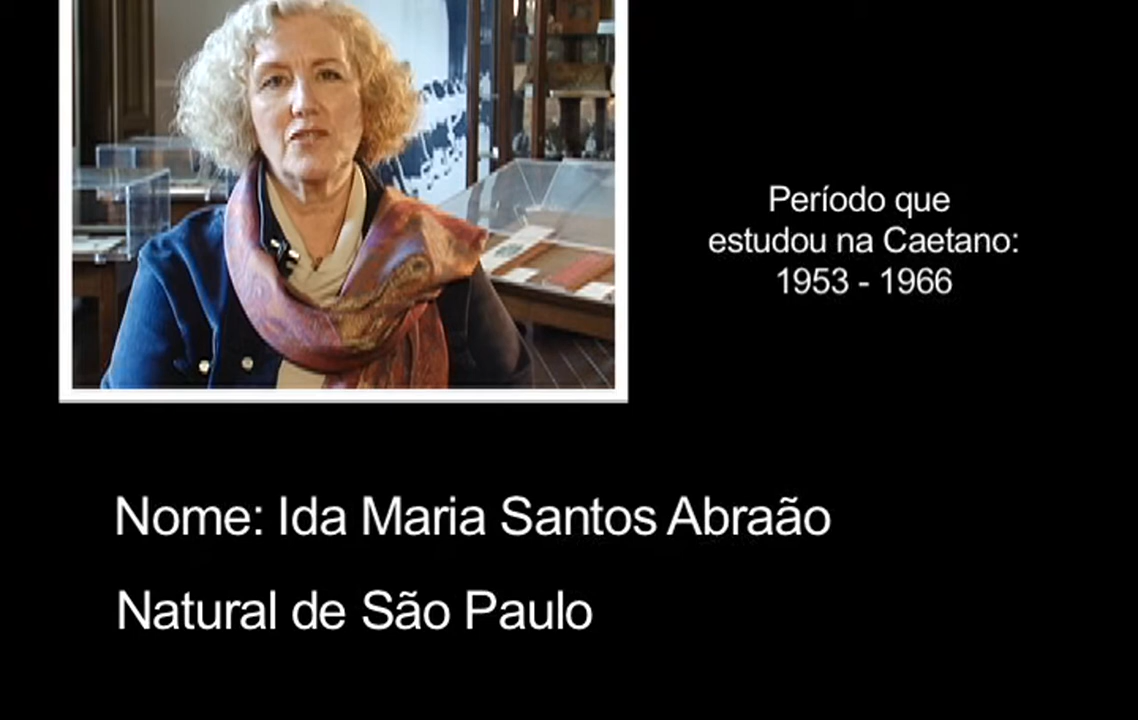 Período que
estudou na Caetano:
1953 - 1966
Nome: Ida Maria Santos Abraão
Natural de São Paulo